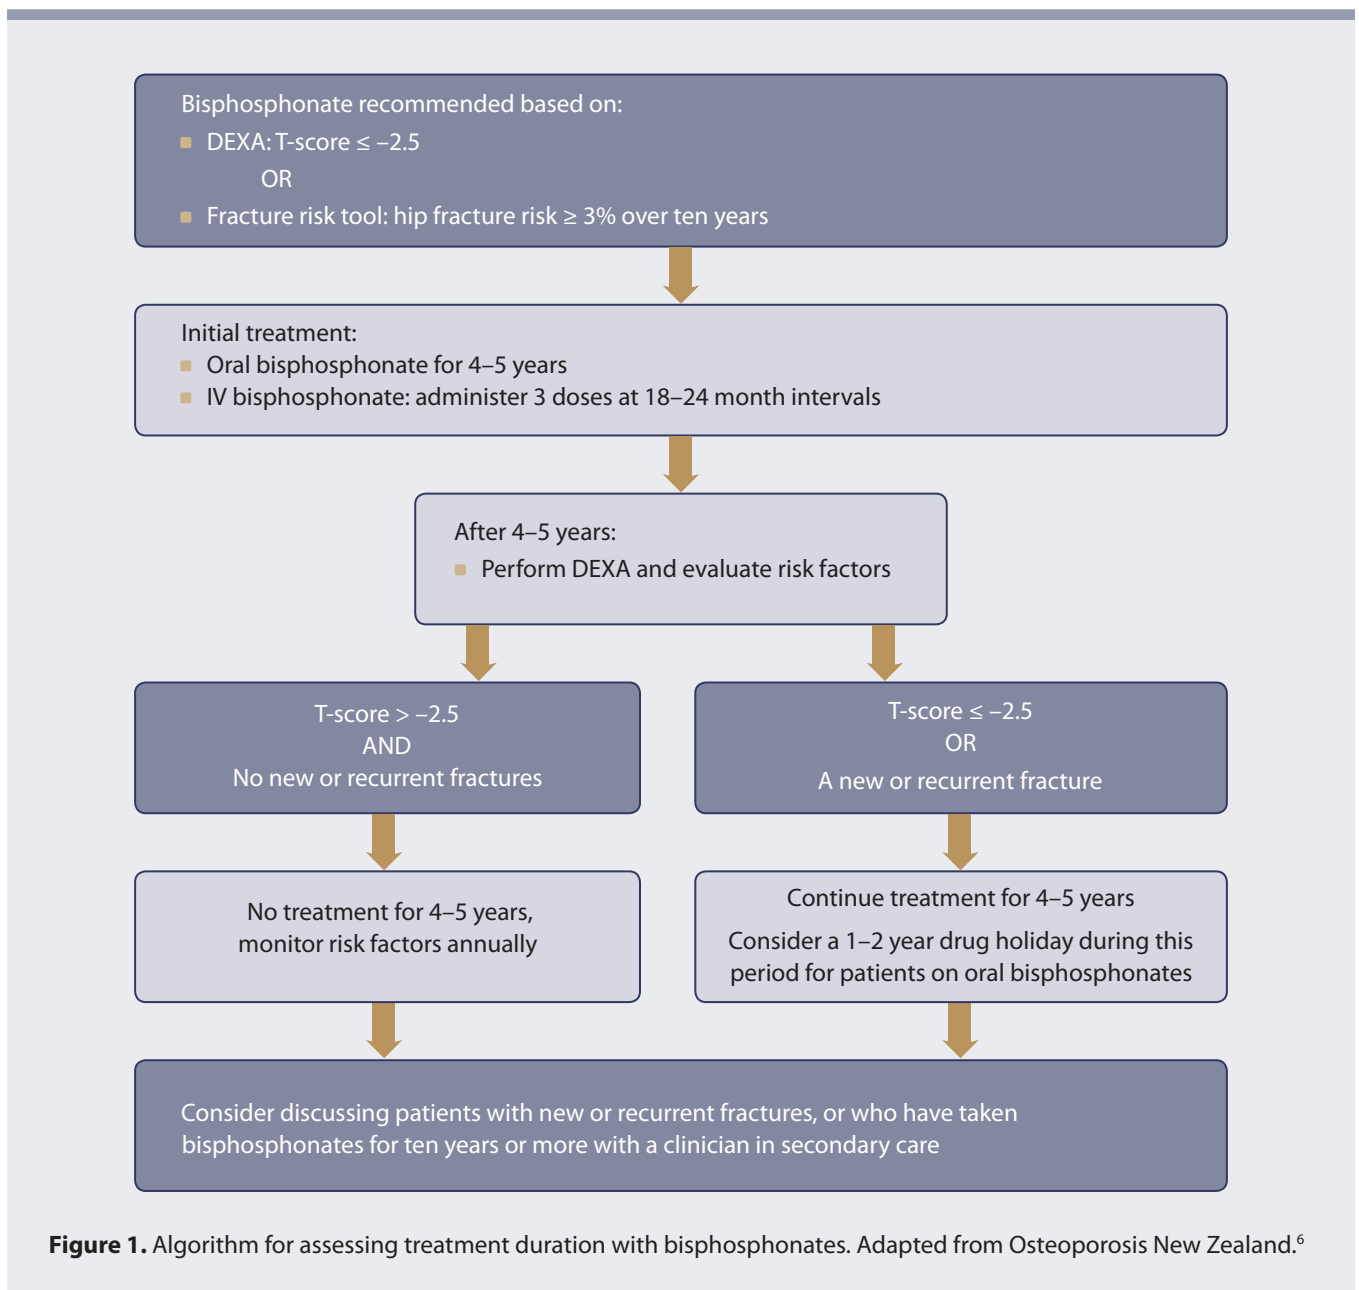 Bisphosphonate recommended based on:
DEXA: T-score ≤ –2.5
OR
Fracture risk tool: hip fracture risk ≥ 3% over ten years
Initial treatment:
Oral bisphosphonate for 4–5 years
IV bisphosphonate: administer 3 doses at 18–24 month intervals
After 4–5 years:
Perform DEXA and evaluate risk factors
T-score > –2.5
AND
No new or recurrent fractures
T-score ≤ –2.5
OR
A new or recurrent fracture
No treatment for 4–5 years,
monitor risk factors annually
Continue treatment for 4–5 years
Consider a 1–2 year drug holiday during this
period for patients on oral bisphosphonates
Consider discussing patients with new or recurrent fractures, or who have taken
bisphosphonates for ten years or more with a clinician in secondary care
Figure 1. Algorithm for assessing treatment duration with bisphosphonates. Adapted from Osteoporosis New Zealand.⁶